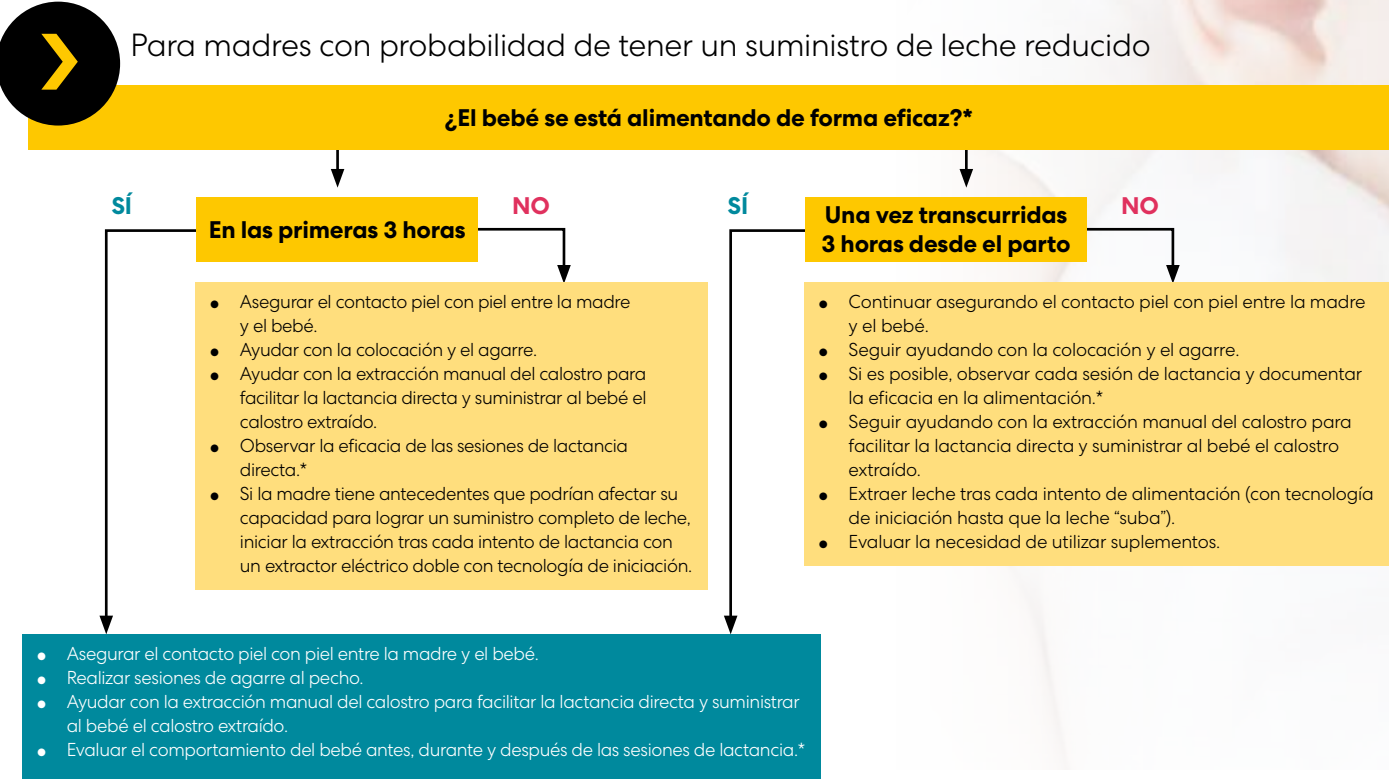 Para madres con probabilidad de tener un suministro de leche reducido
¿El bebé se está alimentando de forma eficaz?*
SÍ
En las primeras 3 horas
NO
● Asegurar el contacto piel con piel entre la madre
y el bebé.
● Ayudar con la colocación y el agarre.
● Ayudar con la extracción manual del calostro para
facilitar la lactancia directa y suministrar al bebé el
calostro extraído.
● Observar la eficacia de las sesiones de lactancia
directa.*
● Si la madre tiene antecedentes que podrían afectar su
capacidad para lograr un suministro completo de leche,
iniciar la extracción tras cada intento de lactancia con
un extractor eléctrico doble con tecnología de iniciación.
SÍ
Una vez transcurridas
3 horas desde el parto
NO
● Continuar asegurando el contacto piel con piel entre la madre
y el bebé.
● Seguir ayudando con la colocación y el agarre.
● Si es posible, observar cada sesión de lactancia y documentar
la eficacia en la alimentación.*
● Seguir ayudando con la extracción manual del calostro para
facilitar la lactancia directa y suministrar al bebé el calostro
extraído.
● Extraer leche tras cada intento de alimentación (con tecnología
de iniciación hasta que la leche “suba”).
● Evaluar la necesidad de utilizar suplementos.
● Asegurar el contacto piel con piel entre la madre y el bebé.
● Realizar sesiones de agarre al pecho.
● Ayudar con la extracción manual del calostro para facilitar la lactancia directa y suministrar
al bebé el calostro extraído.
● Evaluar el comportamiento del bebé antes, durante y después de las sesiones de lactancia.*